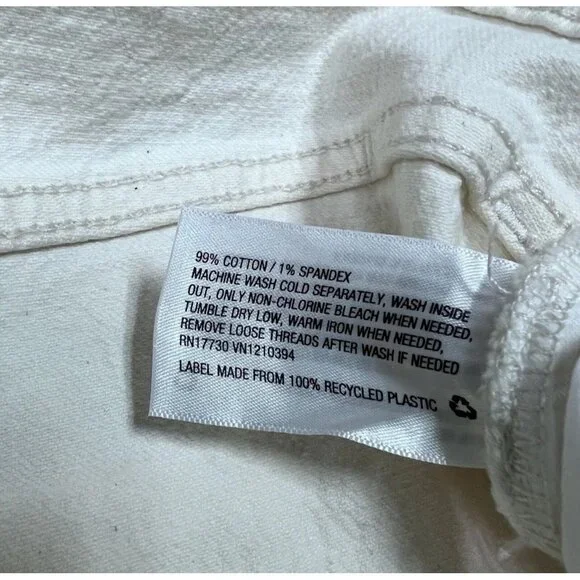 99% COTTON / 1% SPANDEX
MACHINE WASH COLD SEPARATELY, WASH INSIDE
OUT, ONLY NON-CHLORINE BLEACH WHEN NEEDED,
TUMBLE DRY LOW, WARM IRON WHEN NEEDED,
REMOVE LOOSE THREADS AFTER WASH IF NEEDED
RN17730 VN1210394
LABEL MADE FROM 100% RECYCLED PLASTIC